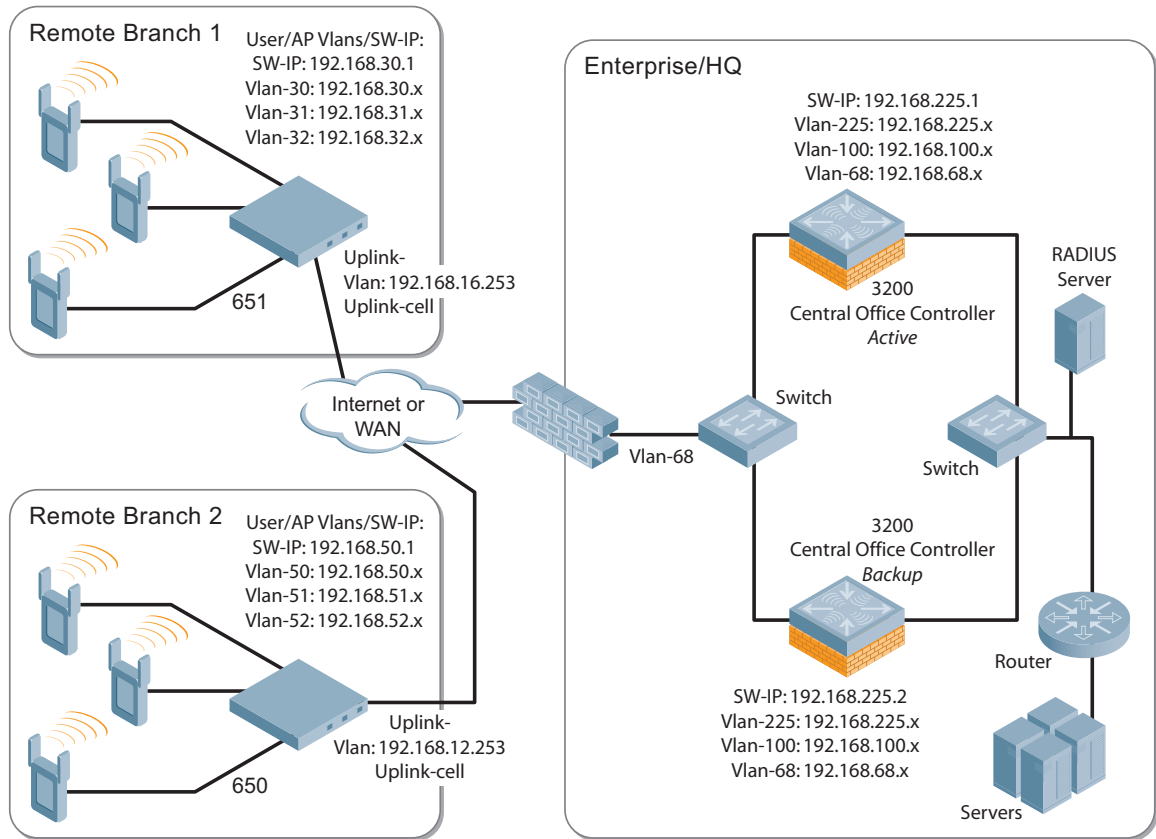 Remote Branch 1
User/AP Vlans/SW-IP:
SW-IP: 192.168.30.1
Vlan-30: 192.168.30.x
Vlan-31: 192.168.31.x
Vlan-32: 192.168.32.x
Uplink-
Vlan: 192.168.16.253
Uplink-cell
651
Internet or
WAN
Remote Branch 2
User/AP Vlans/SW-IP:
SW-IP: 192.168.50.1
Vlan-50: 192.168.50.x
Vlan-51: 192.168.51.x
Vlan-52: 192.168.52.x
Uplink-
Vlan: 192.168.12.253
Uplink-cell
650
Enterprise/HQ
SW-IP: 192.168.225.1
Vlan-225: 192.168.225.x
Vlan-100: 192.168.100.x
Vlan-68: 192.168.68.x
3200
Central Office Controller
Active
RADIUS
Server
Switch
Vlan-68
Switch
3200
Central Office Controller
Backup
SW-IP: 192.168.225.2
Vlan-225: 192.168.225.x
Vlan-100: 192.168.100.x
Vlan-68: 192.168.68.x
Router
Servers